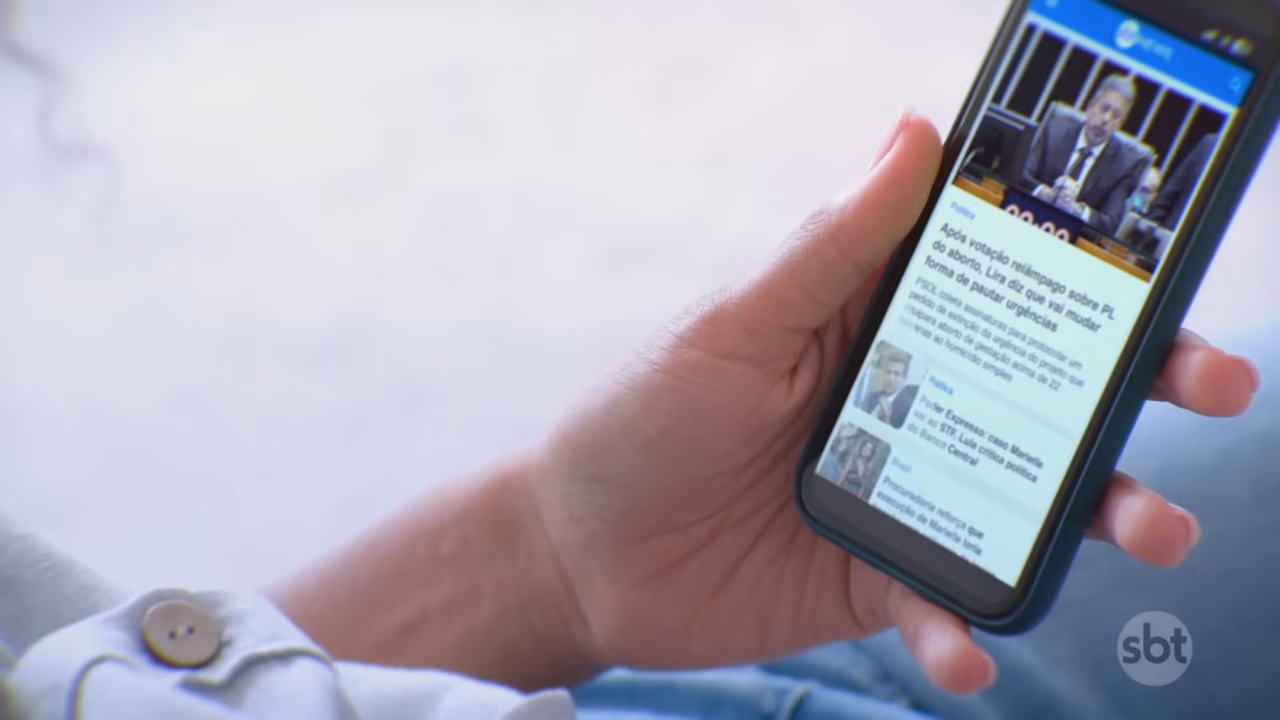 NEWS
Política
Após votação relâmpago sobre PL
do aborto, Lira diz que vai mudar
forma de pautar urgências
PSOL coleta assinaturas para protocolar um
pedido de extinção da urgência do projeto que
equipara aborto de gestação acima de 22
semanas ao homicídio simples
Política
Poder Expresso: caso Marielle
vai ao STF, Lula critica política
do Banco Central
Brasil
Procuradoria reforça que
execução de Marielle teria
sbt